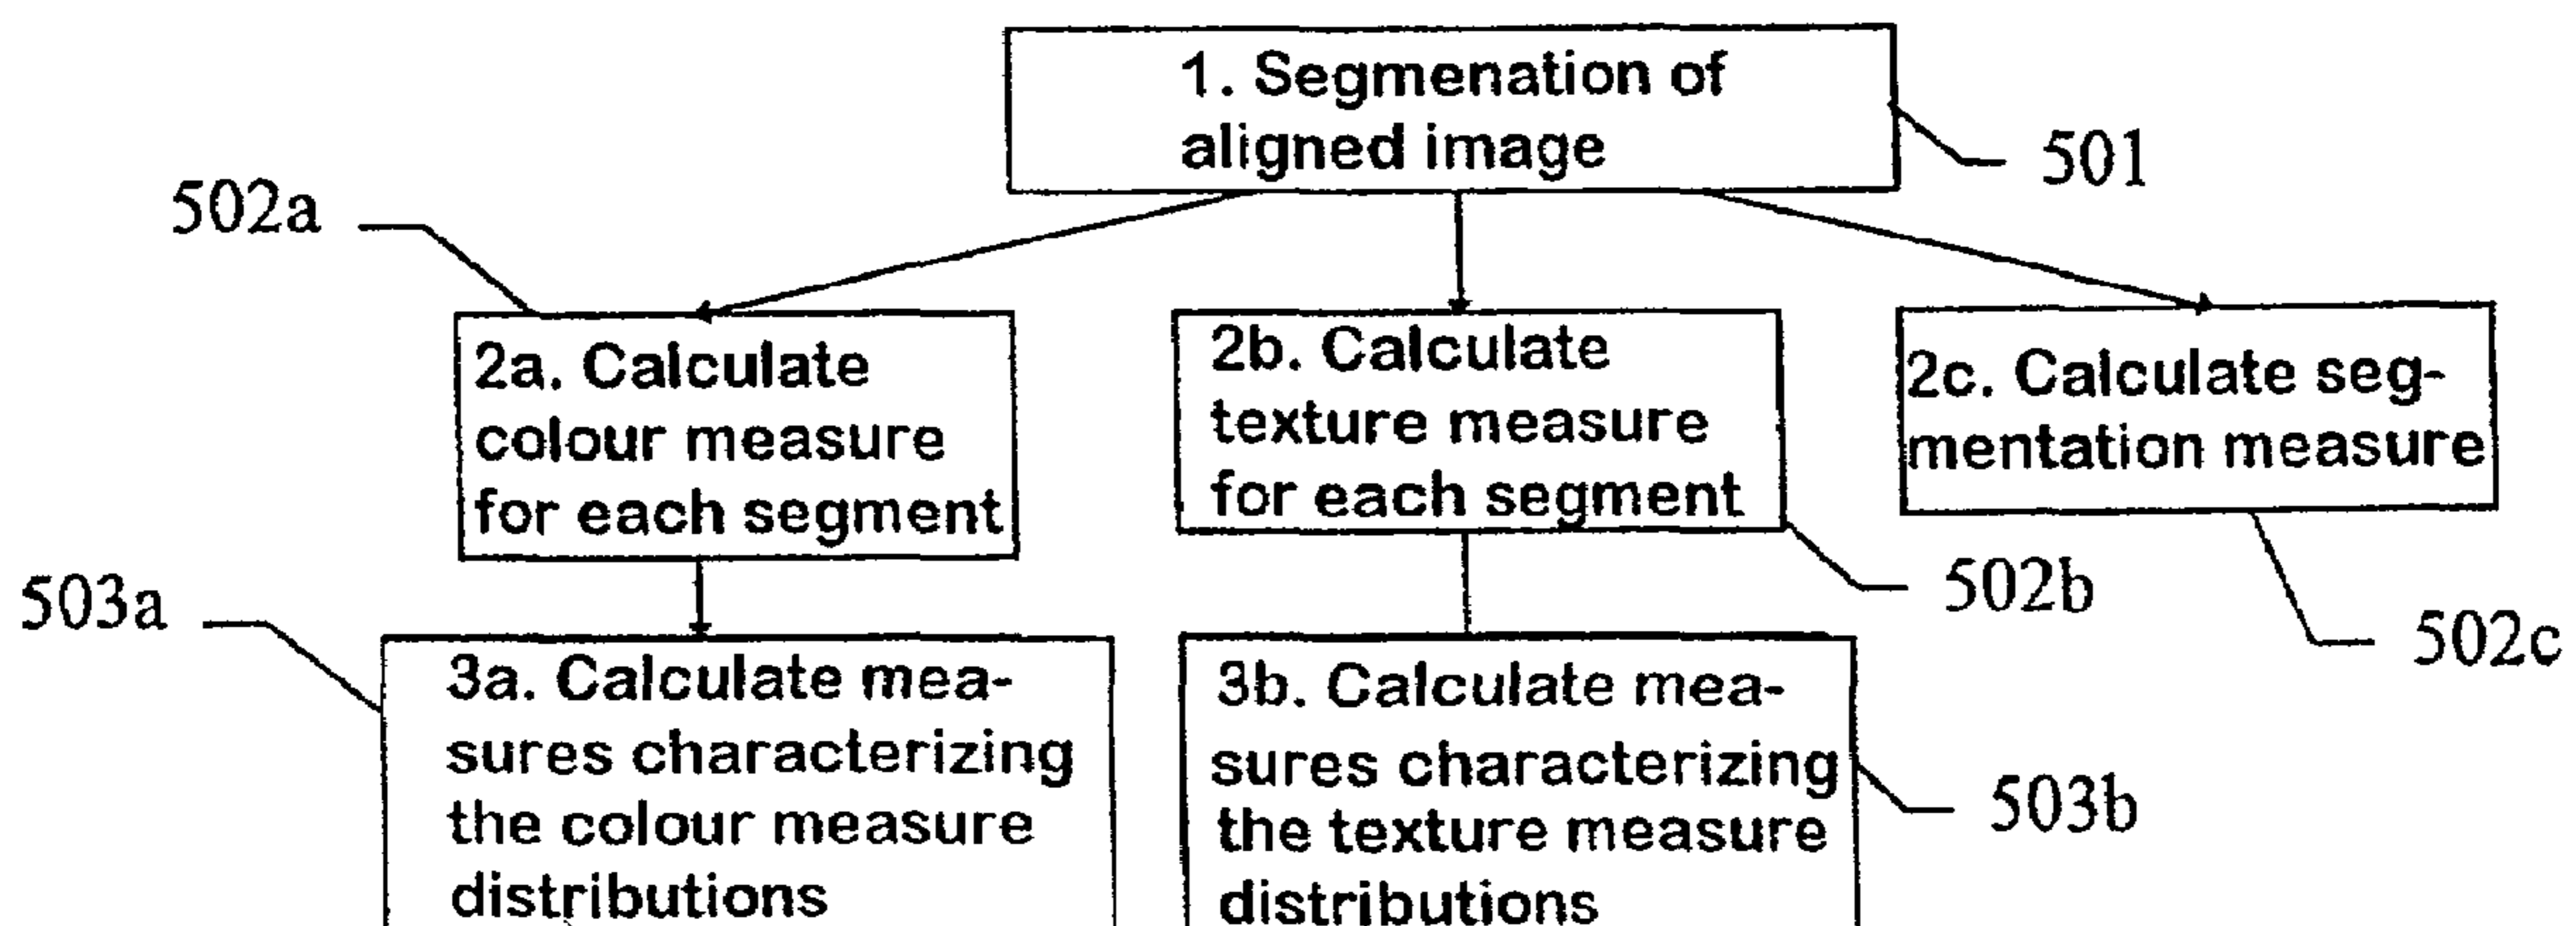 1. Segmenation of
aligned image
501
502a
2a. Calculate
colour measure
for each segment
2b. Calculate
texture measure
for each segment
2c. Calculate seg-
mentation measure
502b
502c
503a
3a. Calculate mea-
sures characterizing
the colour measure
distributions
3b. Calculate mea-
sures characterizing
the texture measure
distributions
503b